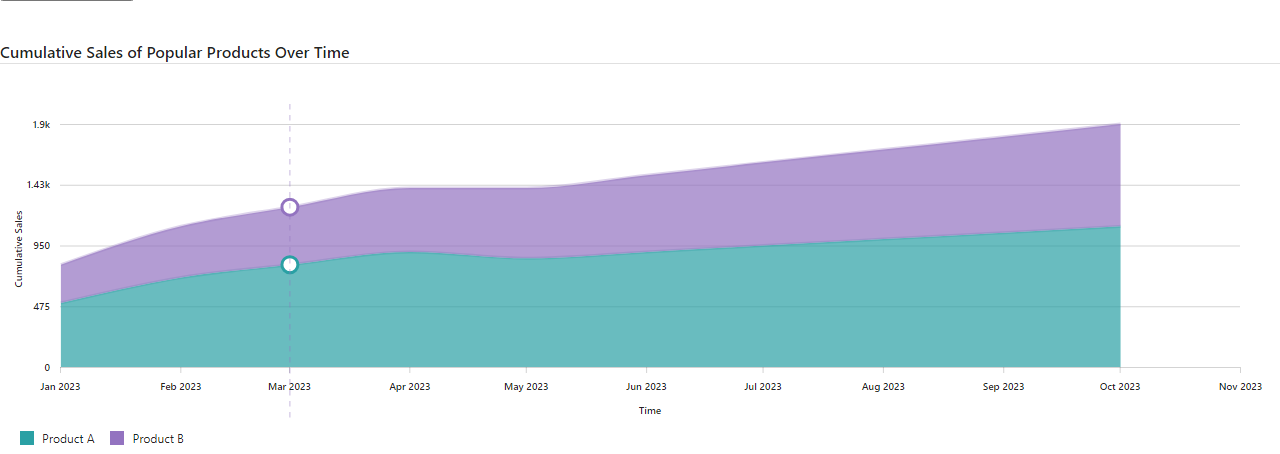 Cumulative Sales of Popular Products Over Time
1.9k
1.43k
950
475
0
Cumulative Sales
Jan 2023 Feb 2023 Mar 2023 Apr 2023 May 2023 Jun 2023 Jul 2023 Aug 2023 Sep 2023 Oct 2023 Nov 2023
Time
Product A Product B